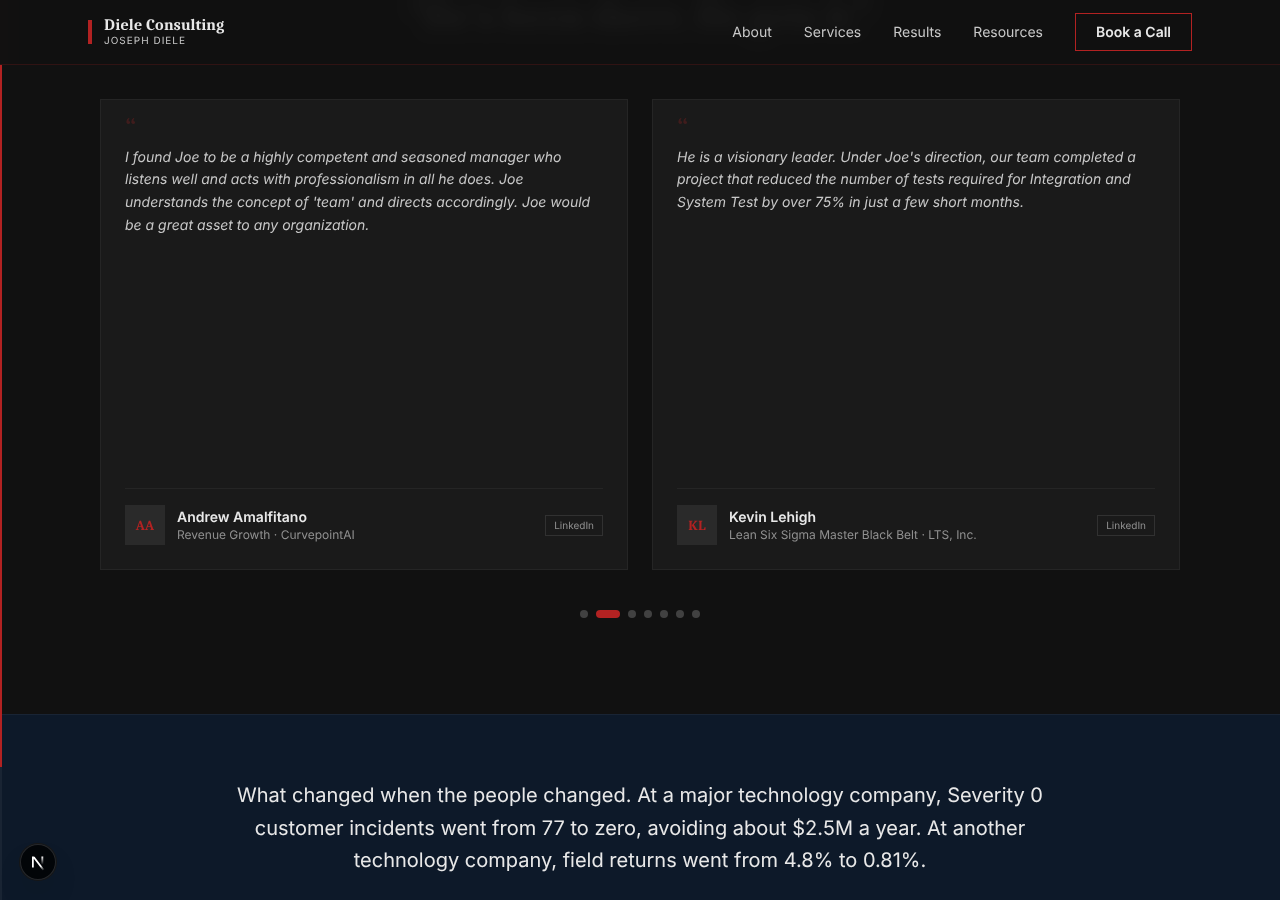 Diele Consulting
JOSEPH DIELE
About
Services
Results
Resources
Book a Call
“
I found Joe to be a highly competent and seasoned manager who
listens well and acts with professionalism in all he does. Joe
understands the concept of 'team' and directs accordingly. Joe would
be a great asset to any organization.
AA
Andrew Amalfitano
Revenue Growth · CurvepointAI
LinkedIn
“
He is a visionary leader. Under Joe's direction, our team completed a
project that reduced the number of tests required for Integration and
System Test by over 75% in just a few short months.
KL
Kevin Lehigh
Lean Six Sigma Master Black Belt · LTS, Inc.
LinkedIn
What changed when the people changed. At a major technology company, Severity 0
customer incidents went from 77 to zero, avoiding about $2.5M a year. At another
technology company, field returns went from 4.8% to 0.81%.
N